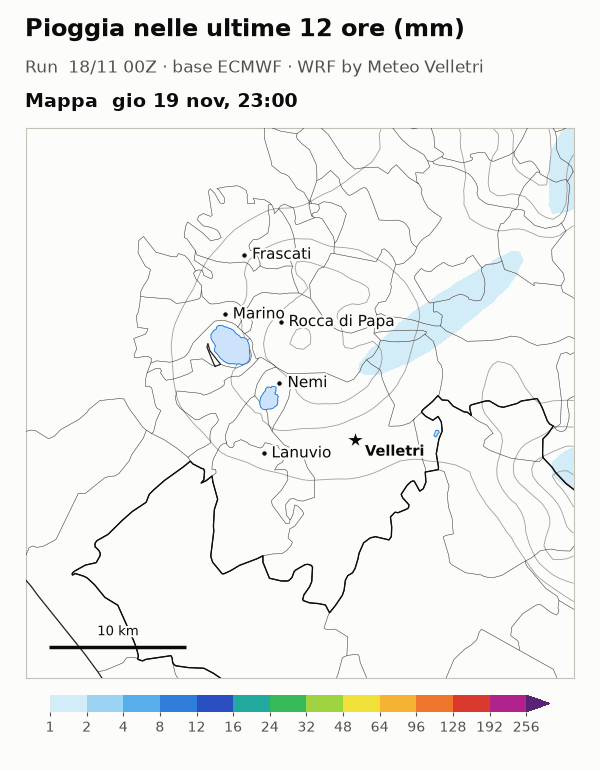 Pioggia nelle ultime 12 ore (mm)
Run  18/11 00Z · base ECMWF · WRF by Meteo Velletri
Mappa  gio 19 nov, 23:00
Frascati
Marino
Rocca di Papa
Nemi
Velletri
Lanuvio
10 km
1 2 4 8 12 16 24 32 48 64 96 128 192 256